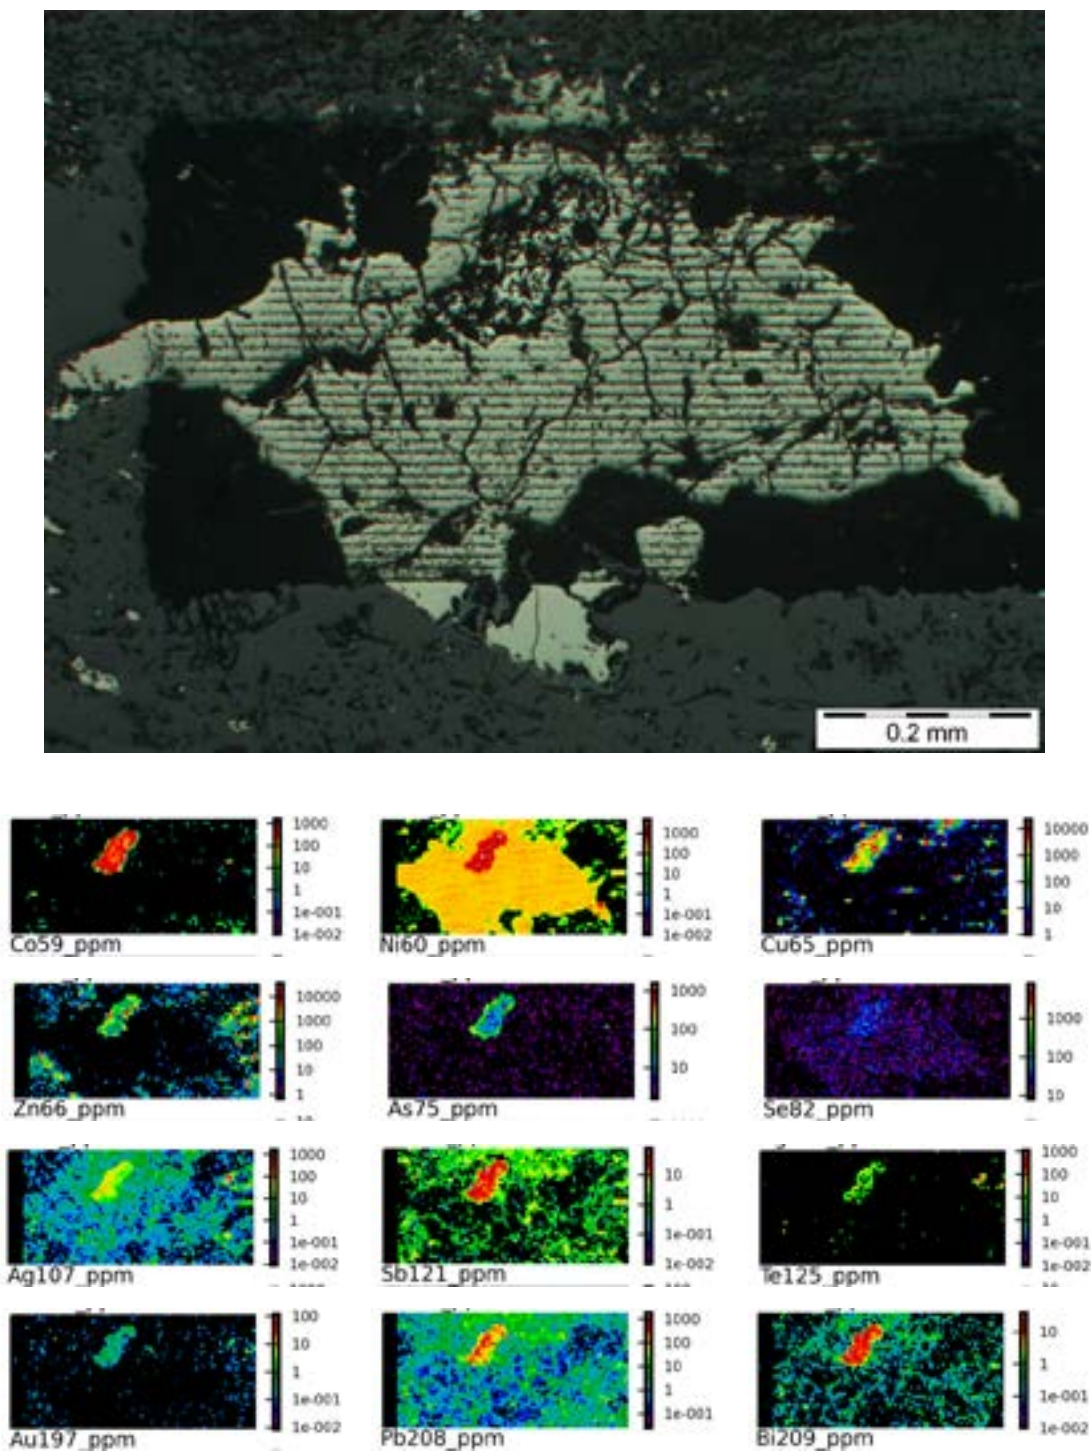 0.2 mm
1000
100
10
1
1e-001
1e-002
Co59_ppm
1000
100
10
1
1e-001
1e-002
Ni60_ppm
10000
1000
100
10
1
Cu65_ppm
10000
1000
100
10
1
Zn66_ppm
1000
100
10
As75_ppm
1000
100
10
Se82_ppm
1000
100
10
1
1e-001
1e-002
Ag107_ppm
10
1
1e-001
1e-002
Sb121_ppm
1000
100
10
1
1e-001
1e-002
Te125_ppm
100
10
1
1e-001
1e-002
Au197_ppm
1000
100
10
1
1e-001
Pb208_ppm
10
1
1e-001
1e-002
Bi209_ppm